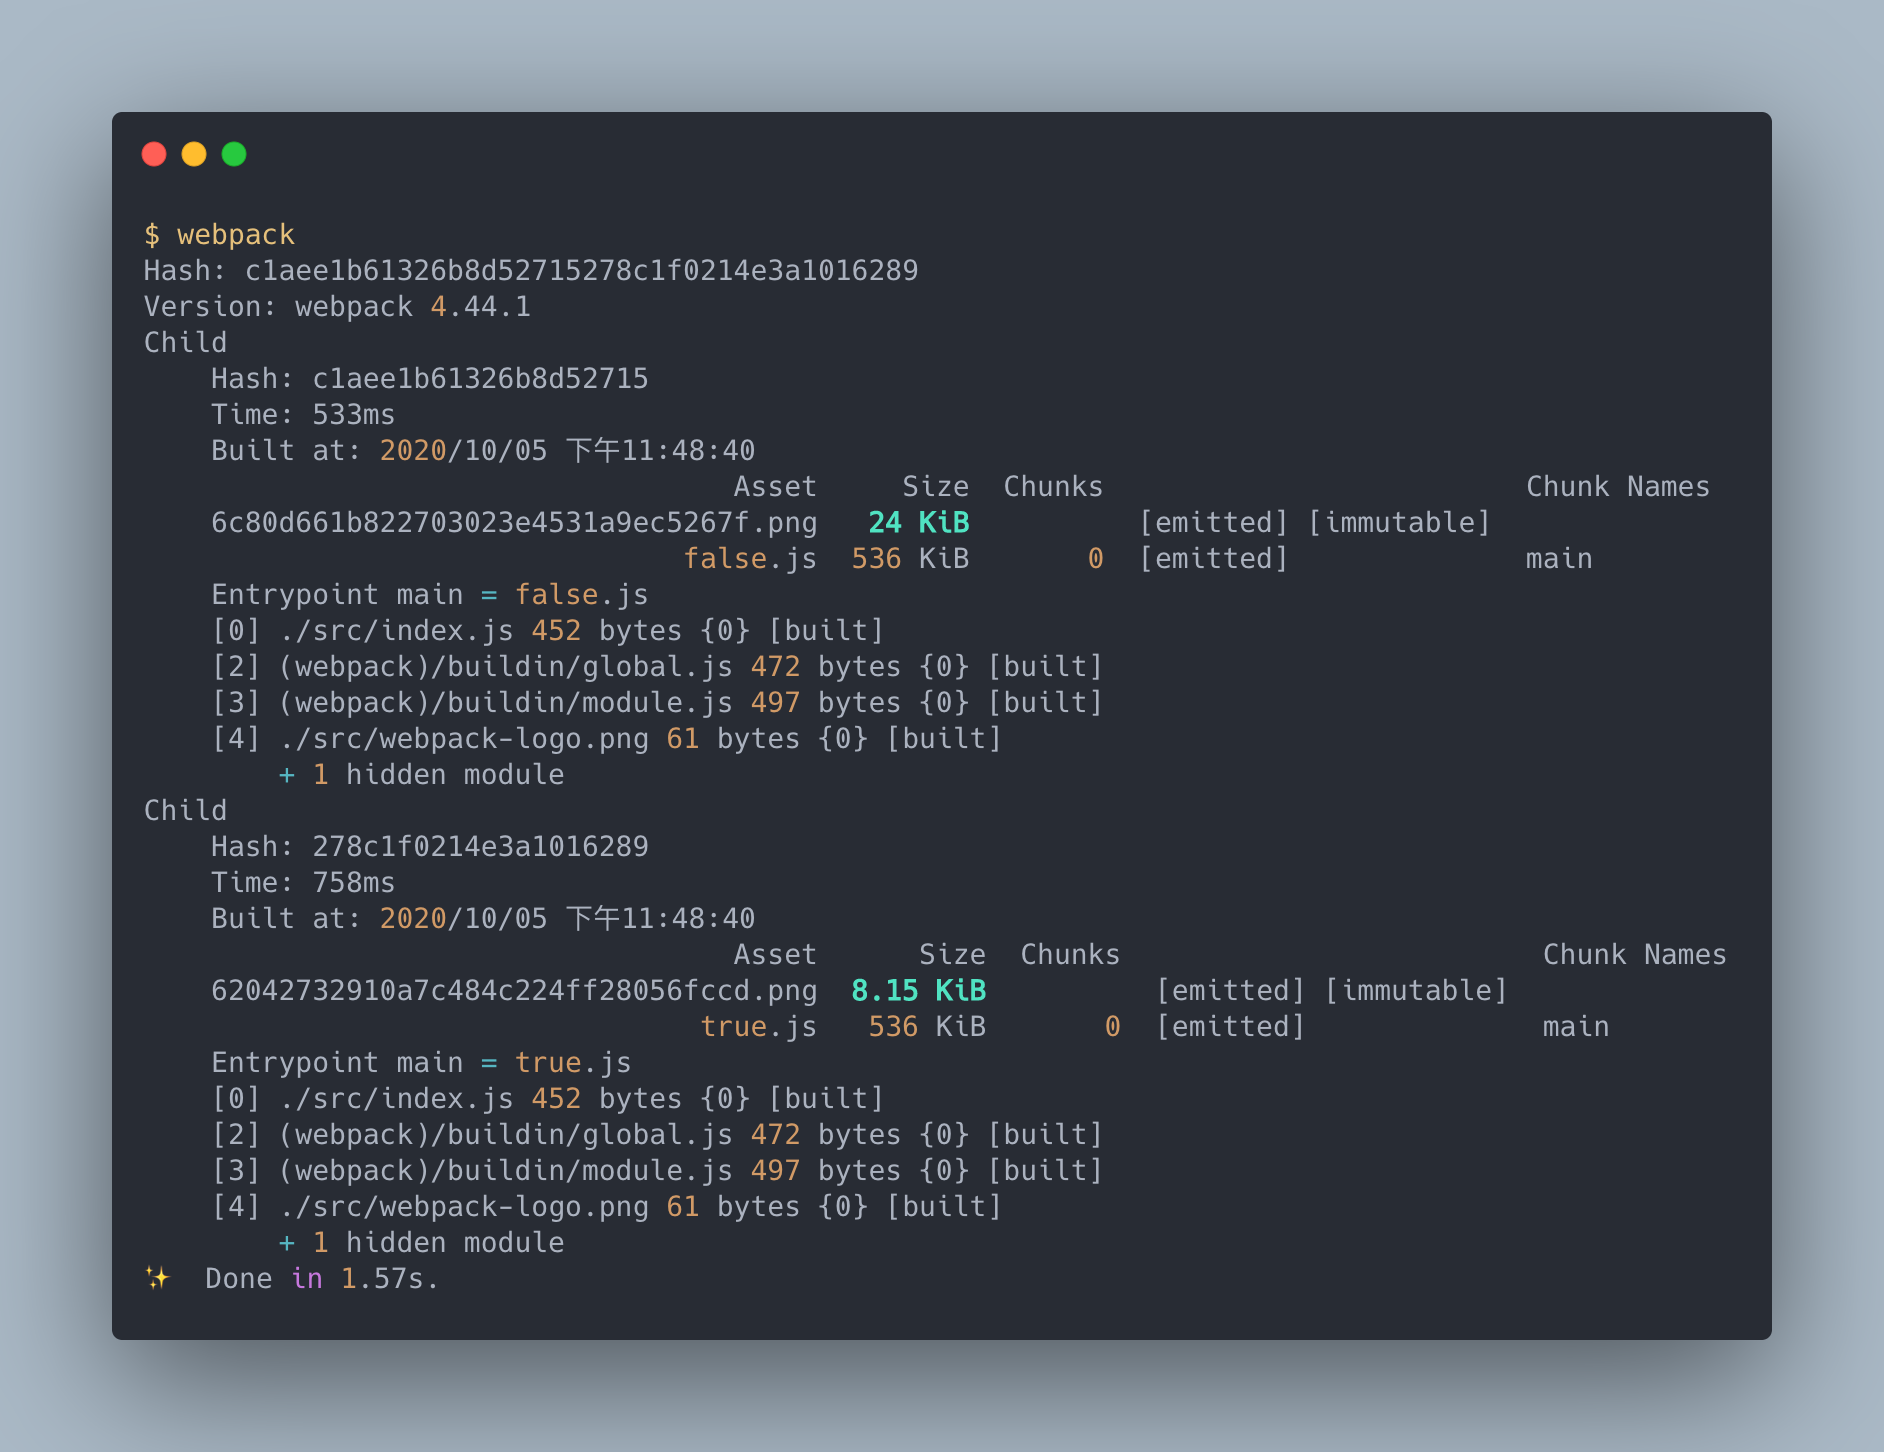 $ webpack
Hash: c1aee1b61326b8d52715278c1f0214e3a1016289
Version: webpack 4.44.1
Child
    Hash: c1aee1b61326b8d52715
    Time: 533ms
    Built at: 2020/10/05 下午11:48:40
                                   Asset     Size  Chunks                         Chunk Names
    6c80d661b822703023e4531a9ec5267f.png   24 KiB          [emitted] [immutable]
                                false.js  536 KiB       0  [emitted]              main
    Entrypoint main = false.js
    [0] ./src/index.js 452 bytes {0} [built]
    [2] (webpack)/buildin/global.js 472 bytes {0} [built]
    [3] (webpack)/buildin/module.js 497 bytes {0} [built]
    [4] ./src/webpack-logo.png 61 bytes {0} [built]
        + 1 hidden module
Child
    Hash: 278c1f0214e3a1016289
    Time: 758ms
    Built at: 2020/10/05 下午11:48:40
                                   Asset      Size  Chunks                         Chunk Names
    62042732910a7c484c224ff28056fccd.png  8.15 KiB          [emitted] [immutable]
                                 true.js   536 KiB       0  [emitted]              main
    Entrypoint main = true.js
    [0] ./src/index.js 452 bytes {0} [built]
    [2] (webpack)/buildin/global.js 472 bytes {0} [built]
    [3] (webpack)/buildin/module.js 497 bytes {0} [built]
    [4] ./src/webpack-logo.png 61 bytes {0} [built]
        + 1 hidden module
✨  Done in 1.57s.